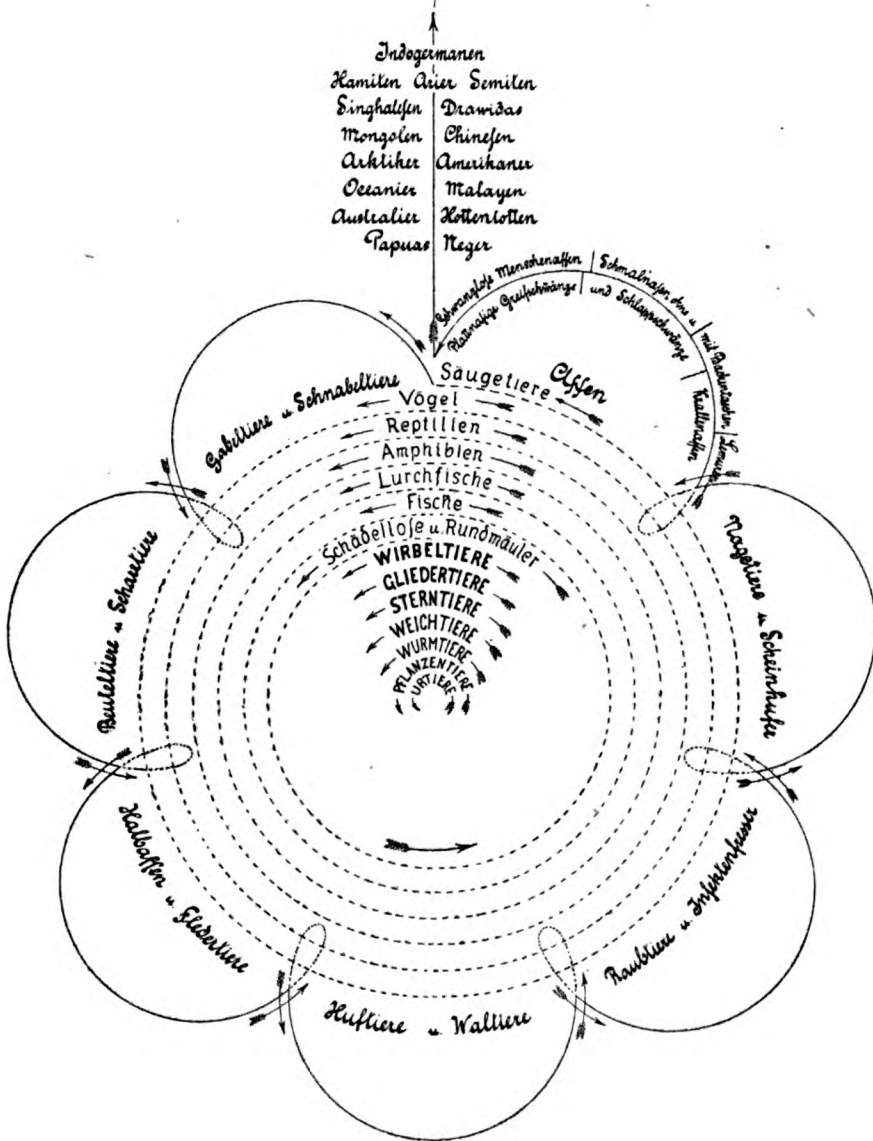 Indogermanen
Hamiten Arier Semiten
Singhalesen Drawidas
Mongolen Chinesen
Arktiker Amerikaner
Oceanier Malayen
Australier Hottentotten
Papuas Neger
Schwanzlose Menschenaffen
Schmalnasen ohne u
mit Backentaschen
Lemuren
Plattnasige Greifschwänze
und Schlappschwänze
Krallenaffen
Affen
Säugetiere
Gabeltiere u Schnabeltiere
Vögel
Reptilien
Amphibien
Lurchfische
Fische
Schädellose u. Rundmäuler
WIRBELTIERE
GLIEDERTIERE
STERNTIERE
WEICHTIERE
WURMTIERE
PFLANZENTIERE
URTIERE
Beuteltiere u Scharrtiere
Nagetiere u Scheinhufer
Halbaffen u Fledertiere
Raubtiere u. Insektenfresser
Huftiere u. Waltiere